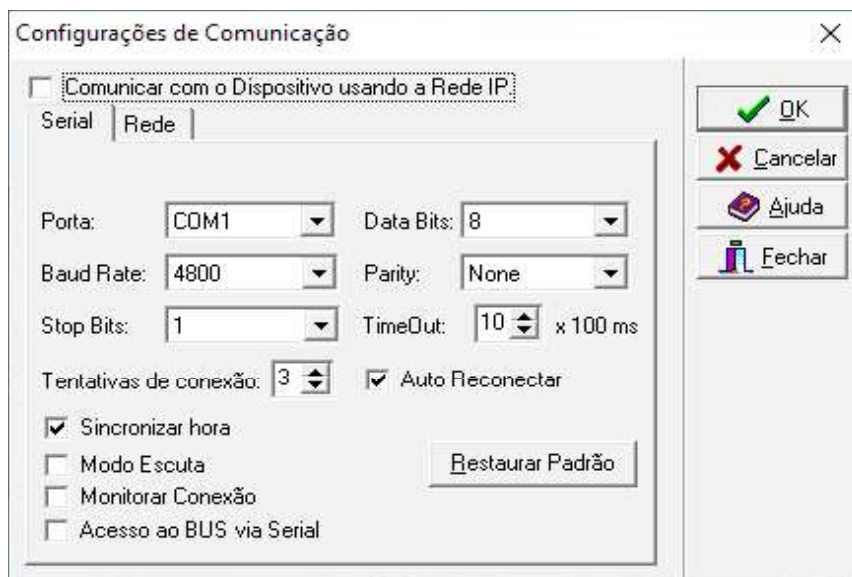 Configurações de Comunicação
Comunicar com o Dispositivo usando a Rede IP.
Serial Rede
Porta: COM1 Data Bits: 8
Baud Rate: 4800 Parity: None
Stop Bits: 1 TimeOut: 10 x 100 ms
Tentativas de conexão: 3 Auto Reconectar
Sincronizar hora
Modo Escuta
Restaurar Padrão
Monitorar Conexão
Acesso ao BUS via Serial
OK
Cancelar
Ajuda
Fechar